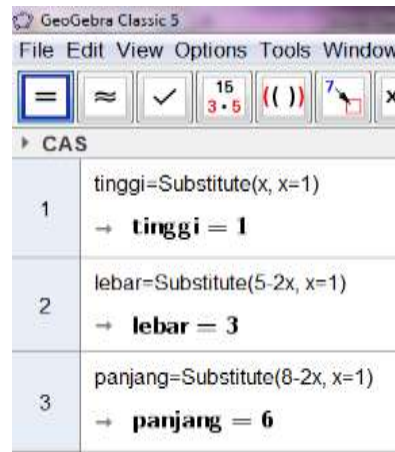 GeoGebra Classic 5
File Edit View Options Tools Window
= ≈ ✓ 15 3·5 (( )) 7 x
CAS
1
tinggi=Substitute(x, x=1)
→ tinggi = 1
2
lebar=Substitute(5-2x, x=1)
→ lebar = 3
3
panjang=Substitute(8-2x, x=1)
→ panjang = 6